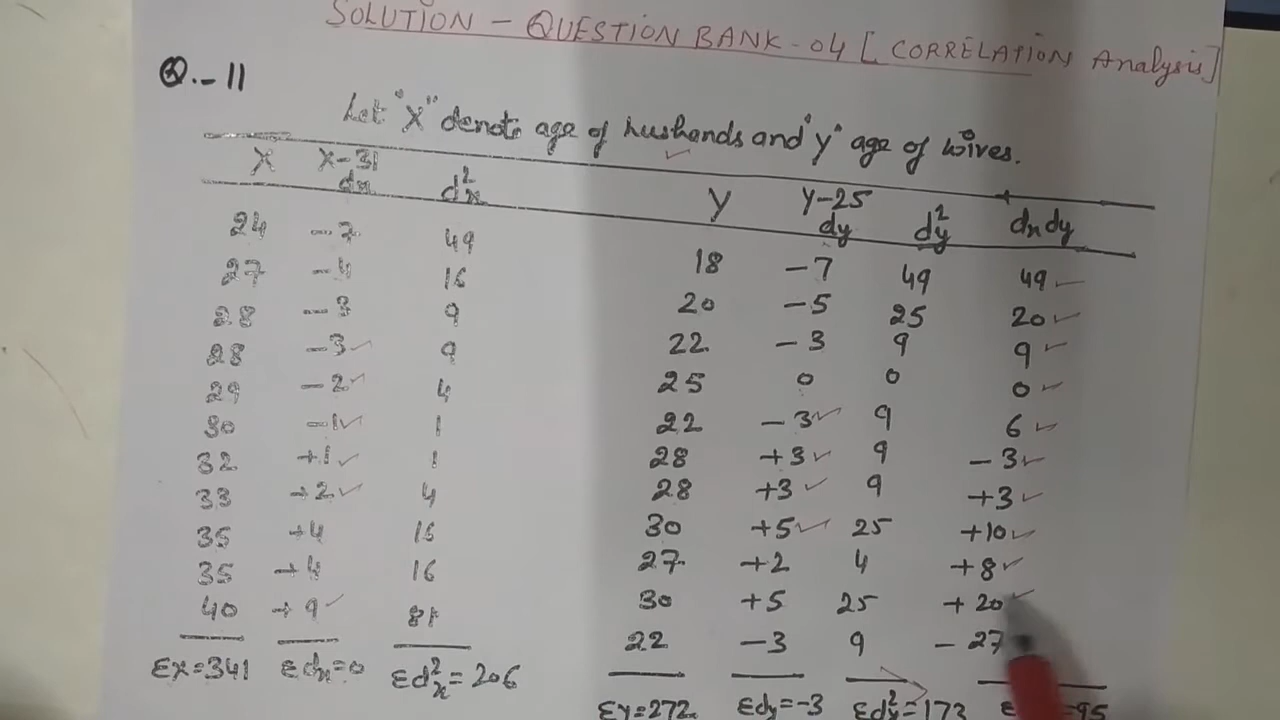 SOLUTION - QUESTION BANK-04 [CORRELATION Analysis]
Q.-11
Let "X" denote age of husbands and "y" age of wives.
X X-31 dx d²x Y Y-25 dy d²y dx dy
24 -7 49 18 -7 49 49
27 -4 16 20 -5 25 20
28 -3 9 22 -3 9 9
28 -3 9 25 0 0 0
29 -2 4 22 -3 9 6
30 -1 1 28 +3 9 -3
32 +1 1 28 +3 9 +3
33 +2 4 30 +5 25 +10
35 +4 16 27 +2 4 +8
35 +4 16 30 +5 25 +20
40 +9 81 22 -3 9 -27
Σx=341 Σdx=0 Σd²x=206 Σy=272 Σdy=-3 Σd²y=173 =95